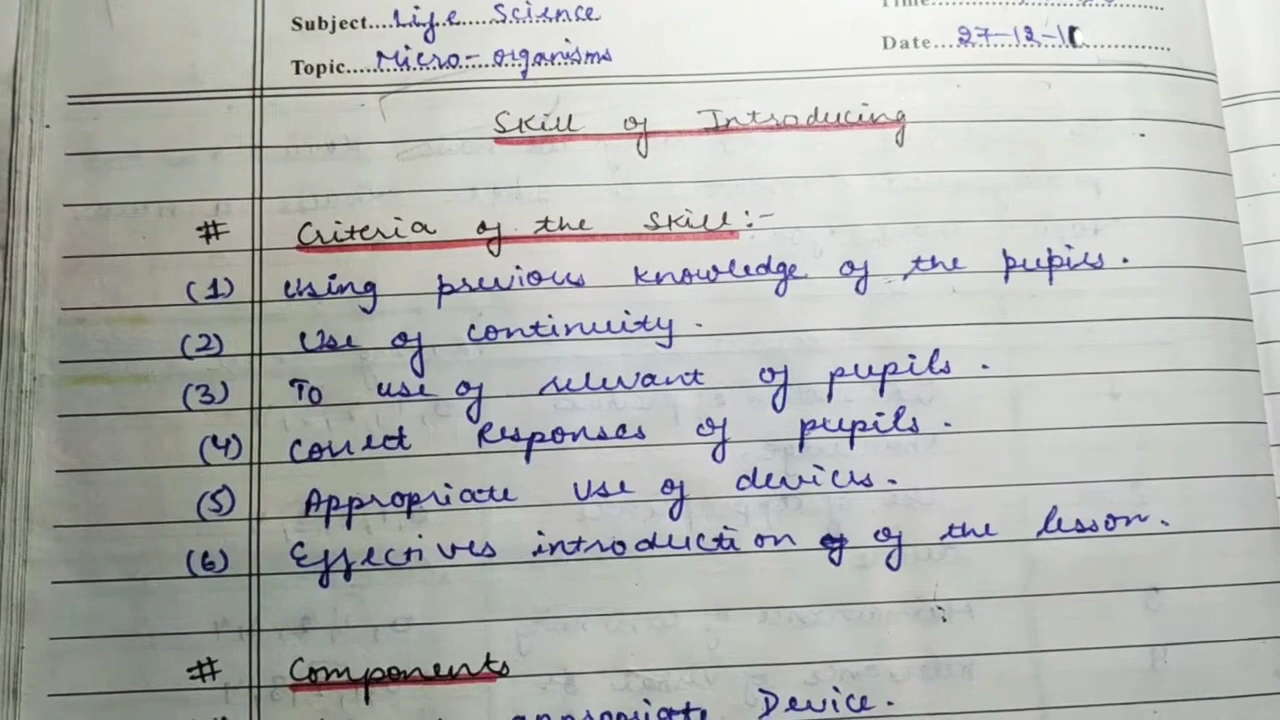 Subject....Life Science
Topic......Micro-organisms
Date...27-12-1
Skill of Introducing
# Criteria of the Skill:-
(1) Using previous knowledge of the pupils.
(2) Use of continuity.
(3) To use of relevant of pupils.
(4) Correct Responses of pupils.
(5) Appropriate use of devices.
(6) Effectives introduction of of the lesson.
# Components
appropriate Device.